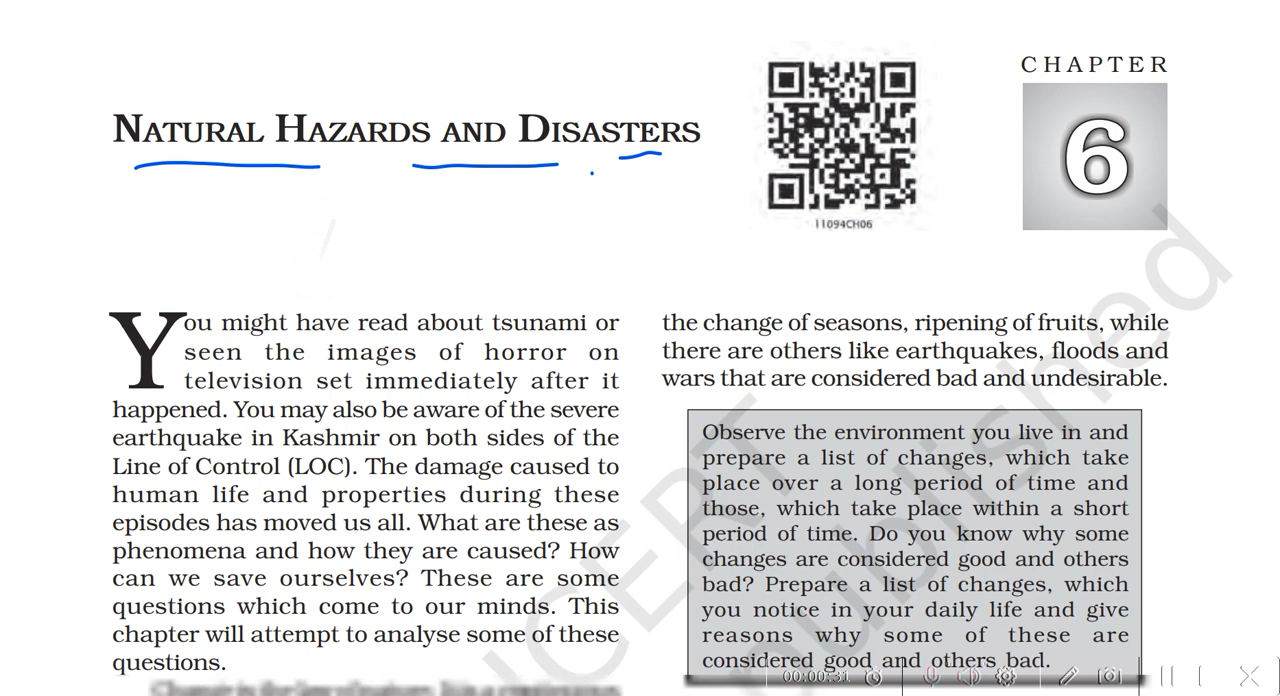 CHAPTER
6
NATURAL HAZARDS AND DISASTERS
11094CH06
You might have read about tsunami or
seen the images of horror on
television set immediately after it
happened. You may also be aware of the severe
earthquake in Kashmir on both sides of the
Line of Control (LOC). The damage caused to
human life and properties during these
episodes has moved us all. What are these as
phenomena and how they are caused? How
can we save ourselves? These are some
questions which come to our minds. This
chapter will attempt to analyse some of these
questions.
the change of seasons, ripening of fruits, while
there are others like earthquakes, floods and
wars that are considered bad and undesirable.
Observe the environment you live in and
prepare a list of changes, which take
place over a long period of time and
those, which take place within a short
period of time. Do you know why some
changes are considered good and others
bad? Prepare a list of changes, which
you notice in your daily life and give
reasons why some of these are
considered good and others bad.
NCERT
published
00:00:31